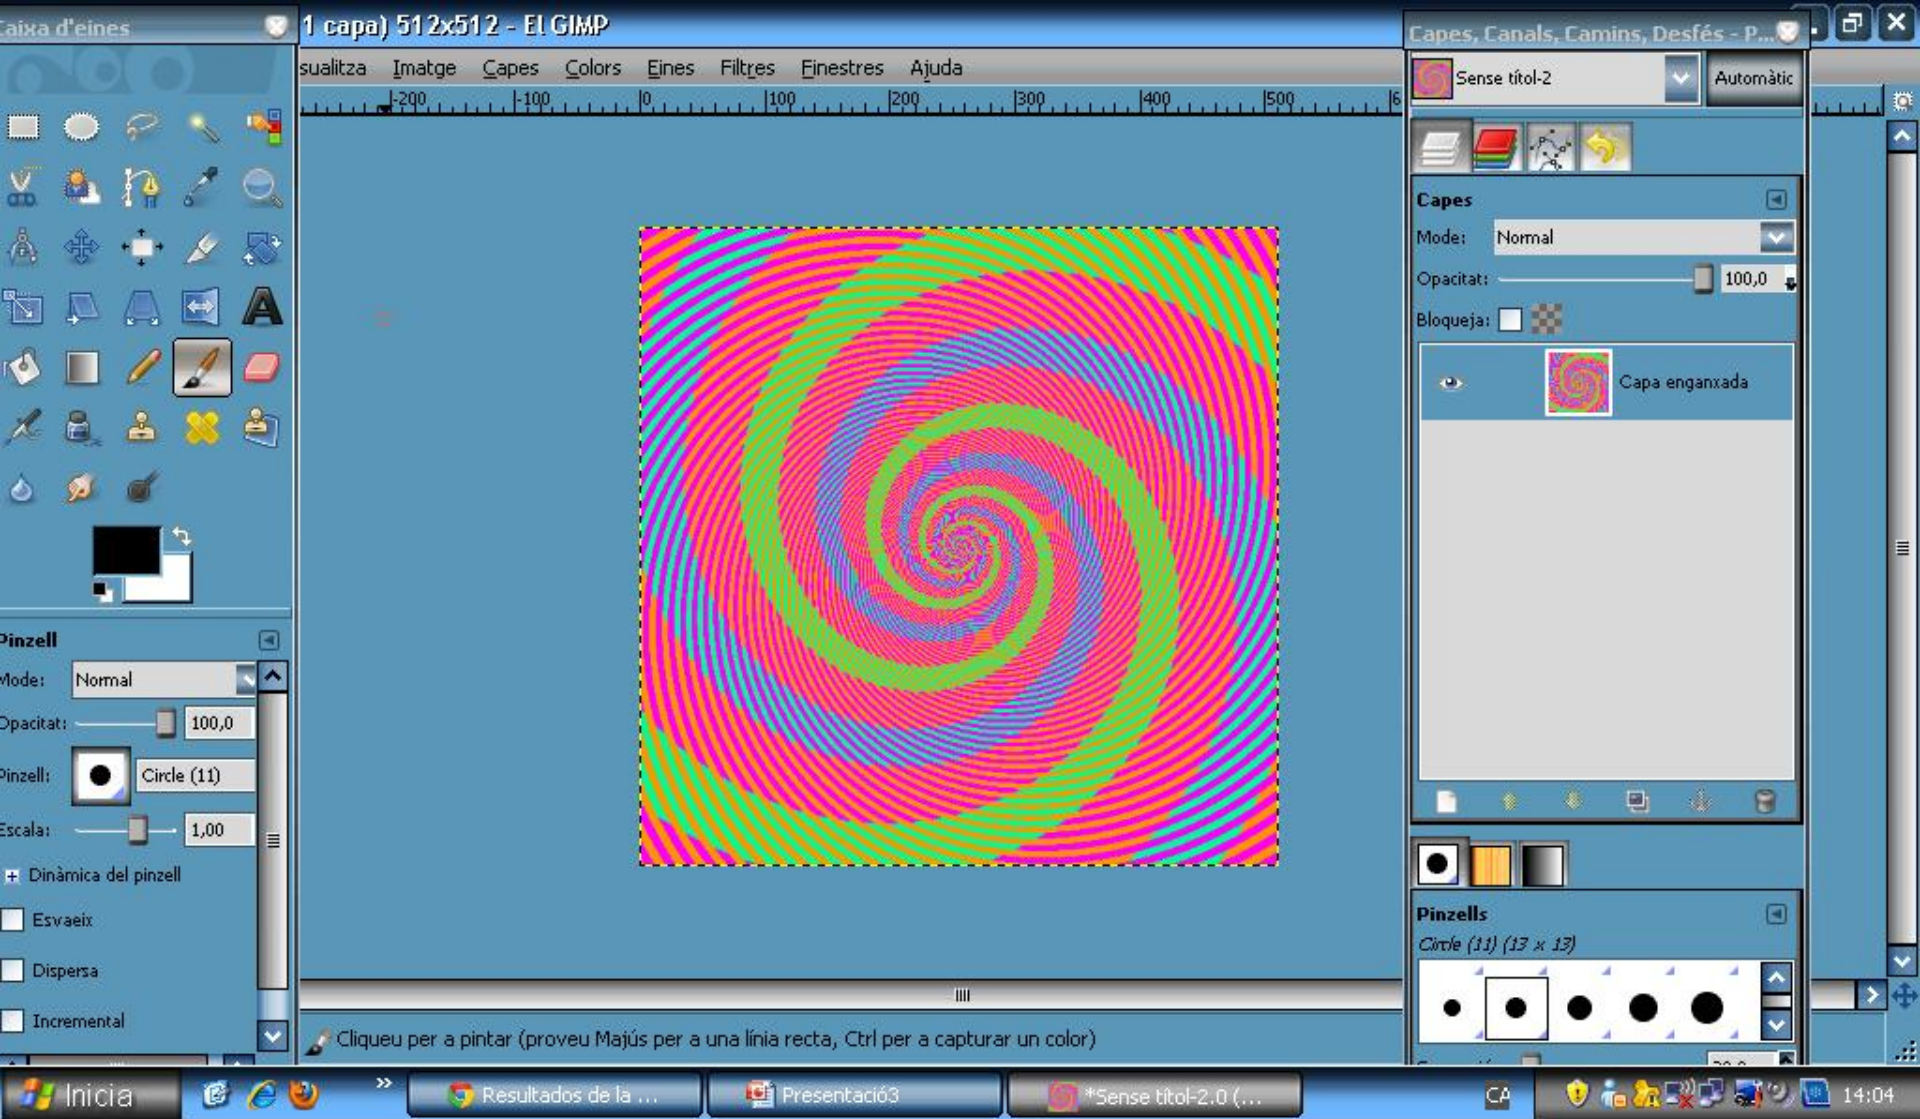 Caixa d'eines
1 capa) 512x512 - El GIMP
Capes, Canals, Camins, Desfés - P...
sualitza Imatge Capes Colors Eines Filtres Finestres Ajuda
Sense títol-2
Automàtic
-200 -100 0 100 200 300 400 500 6
Capes
Mode: Normal
Opacitat: 100,0
Bloqueja:
Capa enganxada
Pinzell
Mode: Normal
Opacitat: 100,0
Pinzell: Circle (11)
Escala: 1,00
Dinàmica del pinzell
Esvaeix
Dispersa
Incremental
Pinzells
Circle (11) (13 x 13)
Cliqueu per a pintar (proveu Majús per a una línia recta, Ctrl per a capturar un color)
Inicia
»
Resultados de la ...
Presentació3
*Sense títol-2.0 (...
CA
14:04